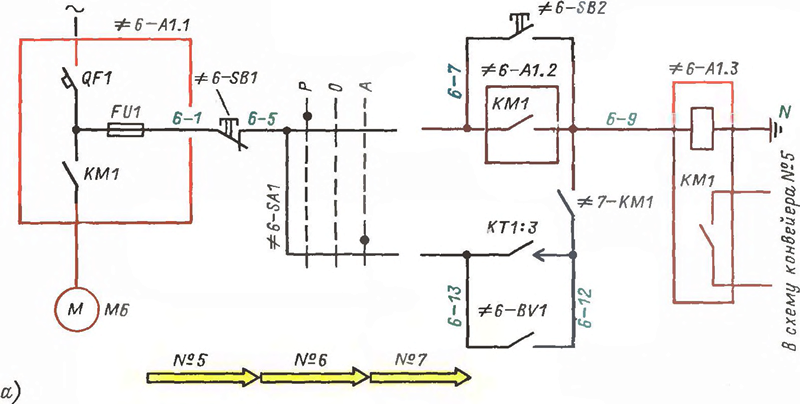 ~
≠6-A1.1
QF1
FU1
6-1
≠6-SB1
6-5
KM1
M
M6
≠6-SA1
P
O
A
≠6-SB2
6-7
≠6-A1.2
KM1
6-9
≠6-A1.3
N
KM1
≠7-KM1
KT1:3
6-13
≠6-BV1
6-12
В схему конвейера №5
№5
№6
№7
а)